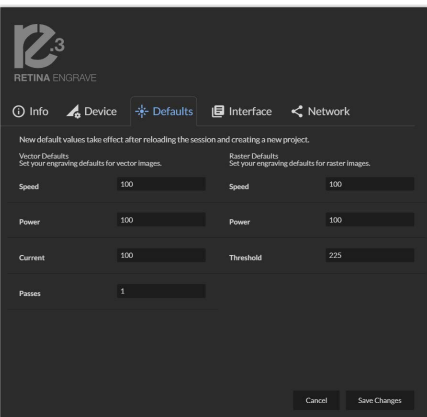 re.3
RETINA ENGRAVE
Info Device Defaults Interface Network
New default values take effect after reloading the session and creating a new project.
Vector Defaults
Set your engraving defaults for vector images.
Raster Defaults
Set your engraving defaults for raster images.
Speed 100
Speed 100
Power 100
Power 100
Current 100
Threshold 225
Passes 1
Cancel Save Changes